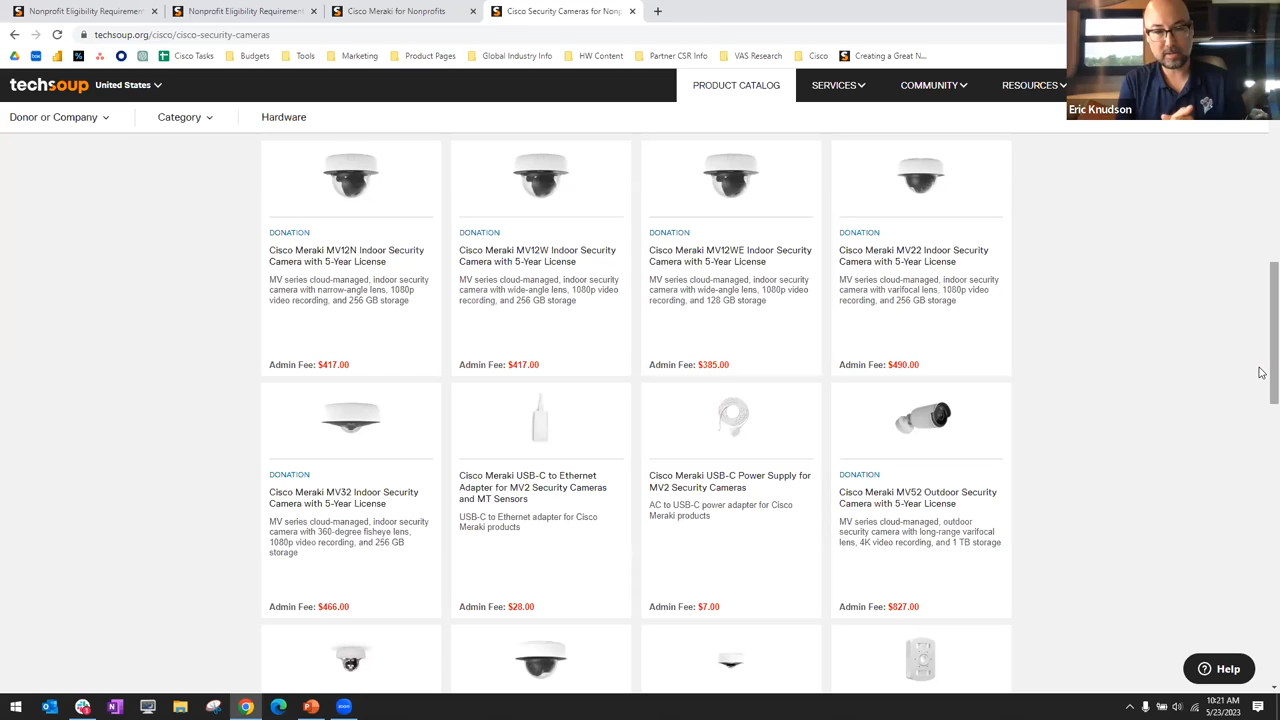 Nonprofit Eligibility Requirement
Nonprofit Eligibility Requirement
Cisco Meraki for Nonprofits
Cisco Security Cameras for Nonp
techsoup.org/cisco/cisco-security-cameras
Cisco Tasks
Budgets
Tools
Marketing
Product Pages
Global Industry Info
HW Content
Partner CSR Info
VAS Research
Cisco
Creating a Great N...
techsoup United States
PRODUCT CATALOG
SERVICES
COMMUNITY
RESOURCES
Eric Knudson
Donor or Company
Category
Hardware
DONATION
Cisco Meraki MV12N Indoor Security
Camera with 5-Year License
MV series cloud-managed, indoor security
camera with narrow-angle lens, 1080p
video recording, and 256 GB storage
Admin Fee: $417.00
DONATION
Cisco Meraki MV12W Indoor Security
Camera with 5-Year License
MV series cloud-managed, indoor security
camera with wide-angle lens, 1080p video
recording, and 256 GB storage
Admin Fee: $417.00
DONATION
Cisco Meraki MV12WE Indoor Security
Camera with 5-Year License
MV series cloud-managed, indoor security
camera with wide-angle lens, 1080p video
recording, and 128 GB storage
Admin Fee: $385.00
DONATION
Cisco Meraki MV22 Indoor Security
Camera with 5-Year License
MV series cloud-managed, indoor security
camera with varifocal lens, 1080p video
recording, and 256 GB storage
Admin Fee: $490.00
DONATION
Cisco Meraki MV32 Indoor Security
Camera with 5-Year License
MV series cloud-managed, indoor security
camera with 360-degree fisheye lens,
1080p video recording, and 256 GB
storage
Admin Fee: $466.00
Cisco Meraki USB-C to Ethernet
Adapter for MV2 Security Cameras
and MT Sensors
USB-C to Ethernet adapter for Cisco
Meraki products
Admin Fee: $28.00
Cisco Meraki USB-C Power Supply for
MV2 Security Cameras
AC to USB-C power adapter for Cisco
Meraki products
Admin Fee: $7.00
DONATION
Cisco Meraki MV52 Outdoor Security
Camera with 5-Year License
MV series cloud-managed, outdoor
security camera with long-range varifocal
lens, 4K video recording, and 1 TB storage
Admin Fee: $827.00
Help
10:21 AM
5/23/2023